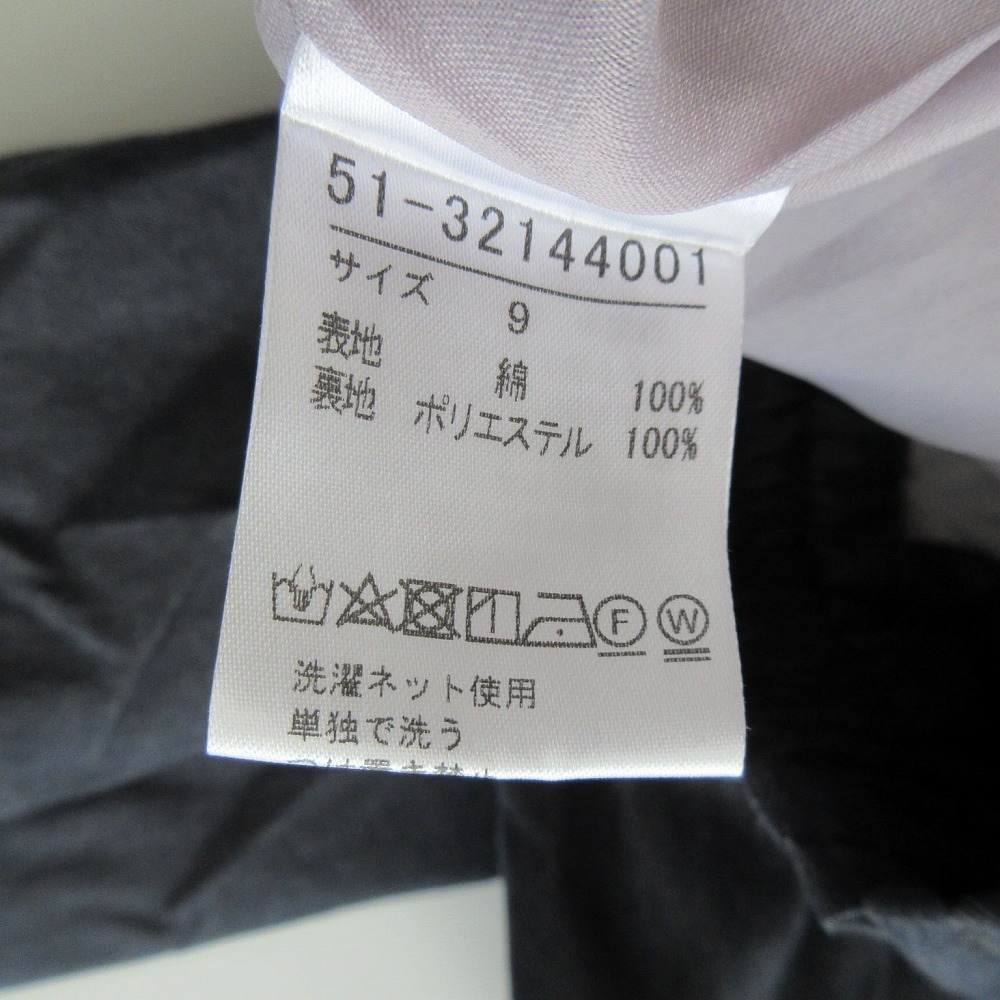 51-32144001
サイズ 9
表地 綿 100%
裏地 ポリエステル 100%
F W
洗濯ネット使用
単独で洗う